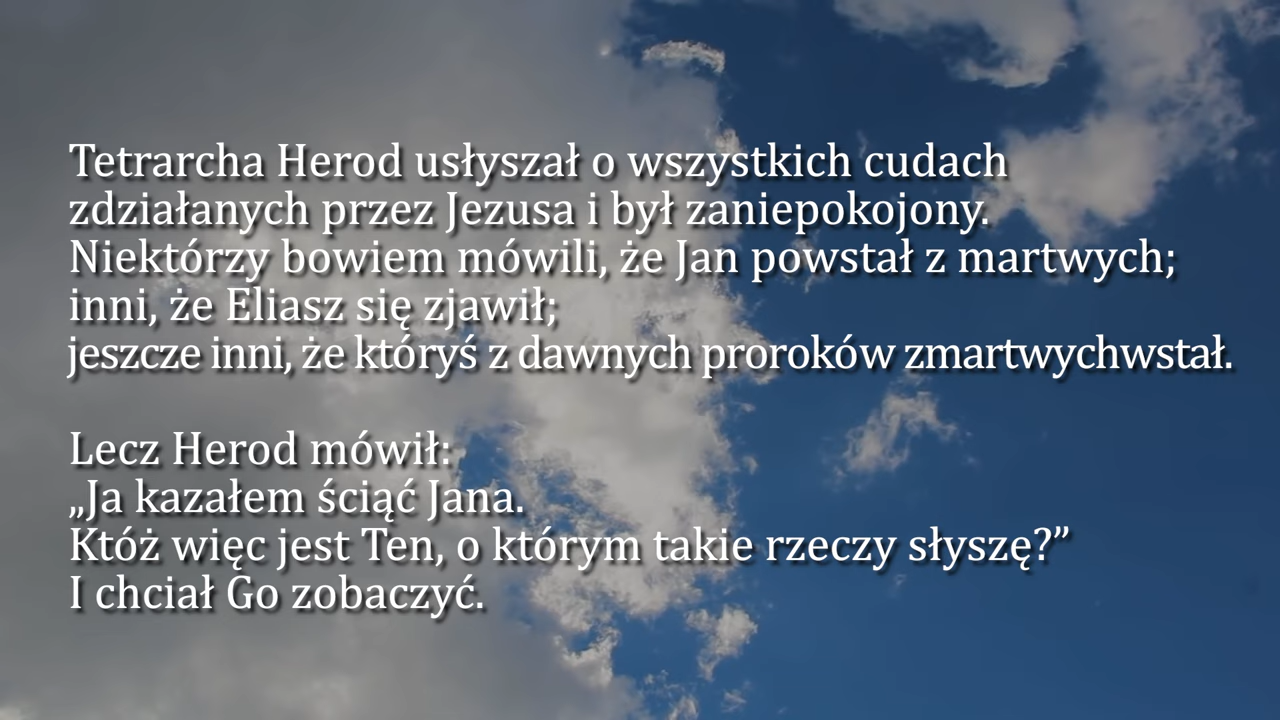 Tetrarcha Herod usłyszał o wszystkich cudach
zdziałanych przez Jezusa i był zaniepokojony.
Niektórzy bowiem mówili, że Jan powstał z martwych;
inni, że Eliasz się zjawił;
jeszcze inni, że któryś z dawnych proroków zmartwychwstał.
Lecz Herod mówił:
„Ja kazałem ściąć Jana.
Któż więc jest Ten, o którym takie rzeczy słyszę?”
I chciał Go zobaczyć.